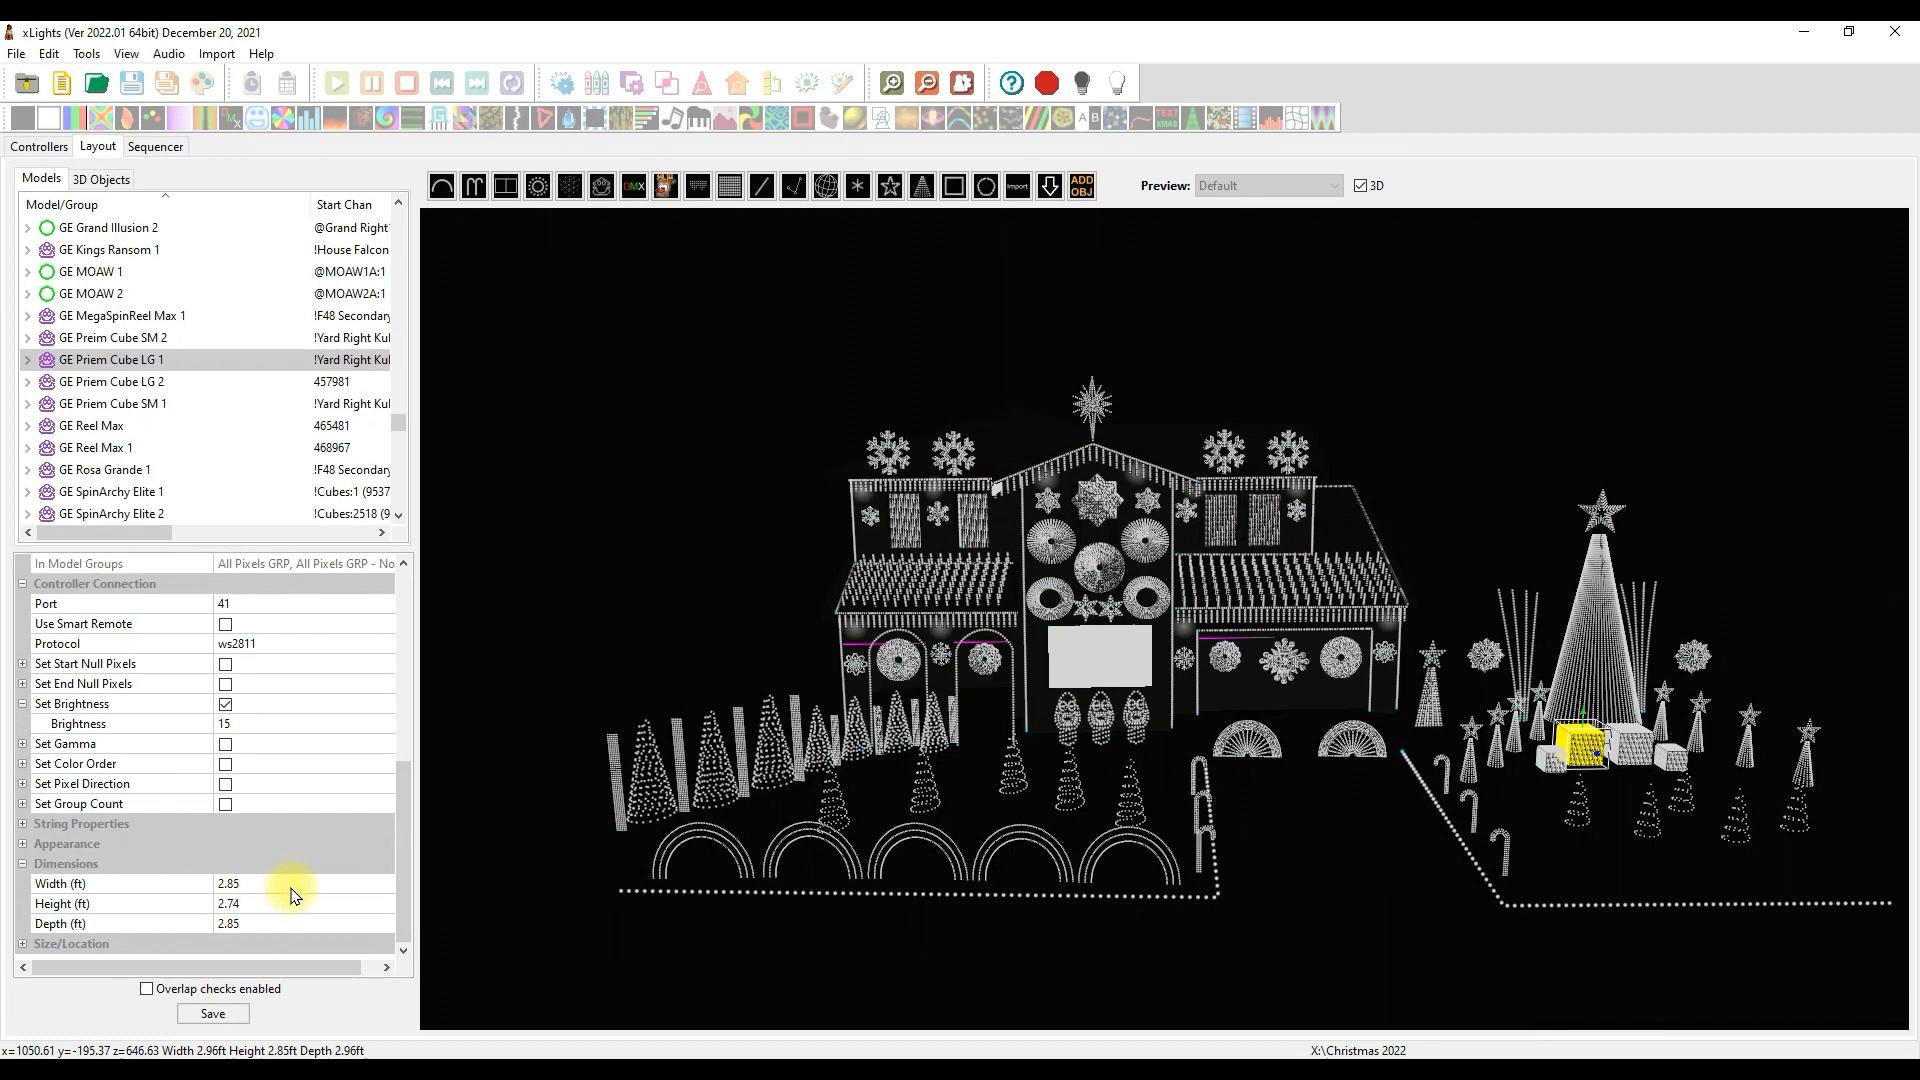 xLights (Ver 2022.01 64bit) December 20, 2021
File Edit Tools View Audio Import Help
Controllers Layout Sequencer
Models 3D Objects
DMX Import ADD OBJ Preview: Default 3D
Model/Group Start Chan
GE Grand Illusion 2 @Grand Right
GE Kings Ransom 1 !House Falcon
GE MOAW 1 @MOAW1A:1
GE MOAW 2 @MOAW2A:1
GE MegaSpinReel Max 1 !F48 Secondary
GE Preim Cube SM 2 !Yard Right Kul
GE Priem Cube LG 1 !Yard Right Kul
GE Priem Cube LG 2 457981
GE Priem Cube SM 1 !Yard Right Kul
GE Reel Max 465481
GE Reel Max 1 468967
GE Rosa Grande 1 !F48 Secondary
GE SpinArchy Elite 1 !Cubes:1 (9537
GE SpinArchy Elite 2 !Cubes:2518 (9
In Model Groups All Pixels GRP, All Pixels GRP - No
Controller Connection
Port 41
Use Smart Remote
Protocol ws2811
Set Start Null Pixels
Set End Null Pixels
Set Brightness
Brightness 15
Set Gamma
Set Color Order
Set Pixel Direction
Set Group Count
String Properties
Appearance
Dimensions
Width (ft) 2.85
Height (ft) 2.74
Depth (ft) 2.85
Size/Location
Overlap checks enabled
Save
x=1050.61 y=-195.37 z=646.63 Width 2.96ft Height 2.85ft Depth 2.96ft X:\Christmas 2022